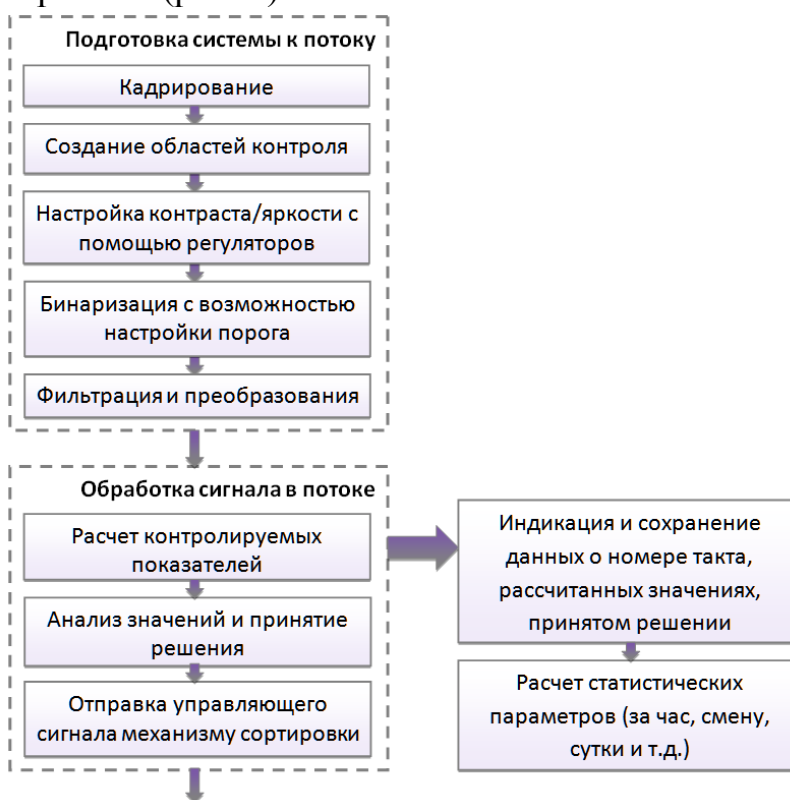 Подготовка системы к потоку
Кадрирование
Создание областей контроля
Настройка контраста/яркости с
помощью регуляторов
Бинаризация с возможностью
настройки порога
Фильтрация и преобразования
Обработка сигнала в потоке
Расчет контролируемых
показателей
Анализ значений и принятие
решения
Отправка управляющего
сигнала механизму сортировки
Индикация и сохранение
данных о номере такта,
рассчитанных значениях,
принятом решении
Расчет статистических
параметров (за час, смену,
сутки и т.д.)